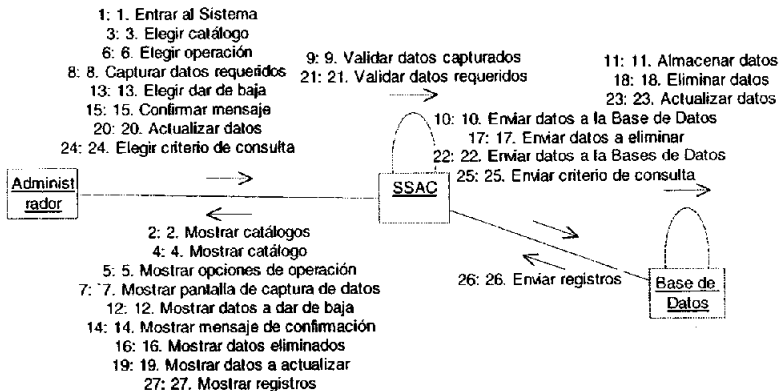 1: 1. Entrar al Sistema
3: 3. Elegir catálogo
6: 6. Elegir operación
8: 8. Capturar datos requeridos
13: 13. Elegir dar de baja
15: 15. Confirmar mensaje
20: 20. Actualizar datos
24: 24. Elegir criterio de consulta
9: 9. Validar datos capturados
21: 21. Validar datos requeridos
11: 11. Almacenar datos
18: 18. Eliminar datos
23: 23. Actualizar datos
10: 10. Enviar datos a la Base de Datos
17: 17. Enviar datos a eliminar
22: 22. Enviar datos a la Bases de Datos
25: 25. Enviar criterio de consulta
Administ
rador
SSAC
2: 2. Mostrar catálogos
4: 4. Mostrar catálogo
5: 5. Mostrar opciones de operación
7: 7. Mostrar pantalla de captura de datos
12: 12. Mostrar datos a dar de baja
14: 14. Mostrar mensaje de confirmación
16: 16. Mostrar datos eliminados
19: 19. Mostrar datos a actualizar
27: 27. Mostrar registros
26: 26. Enviar registros
Base de
Datos